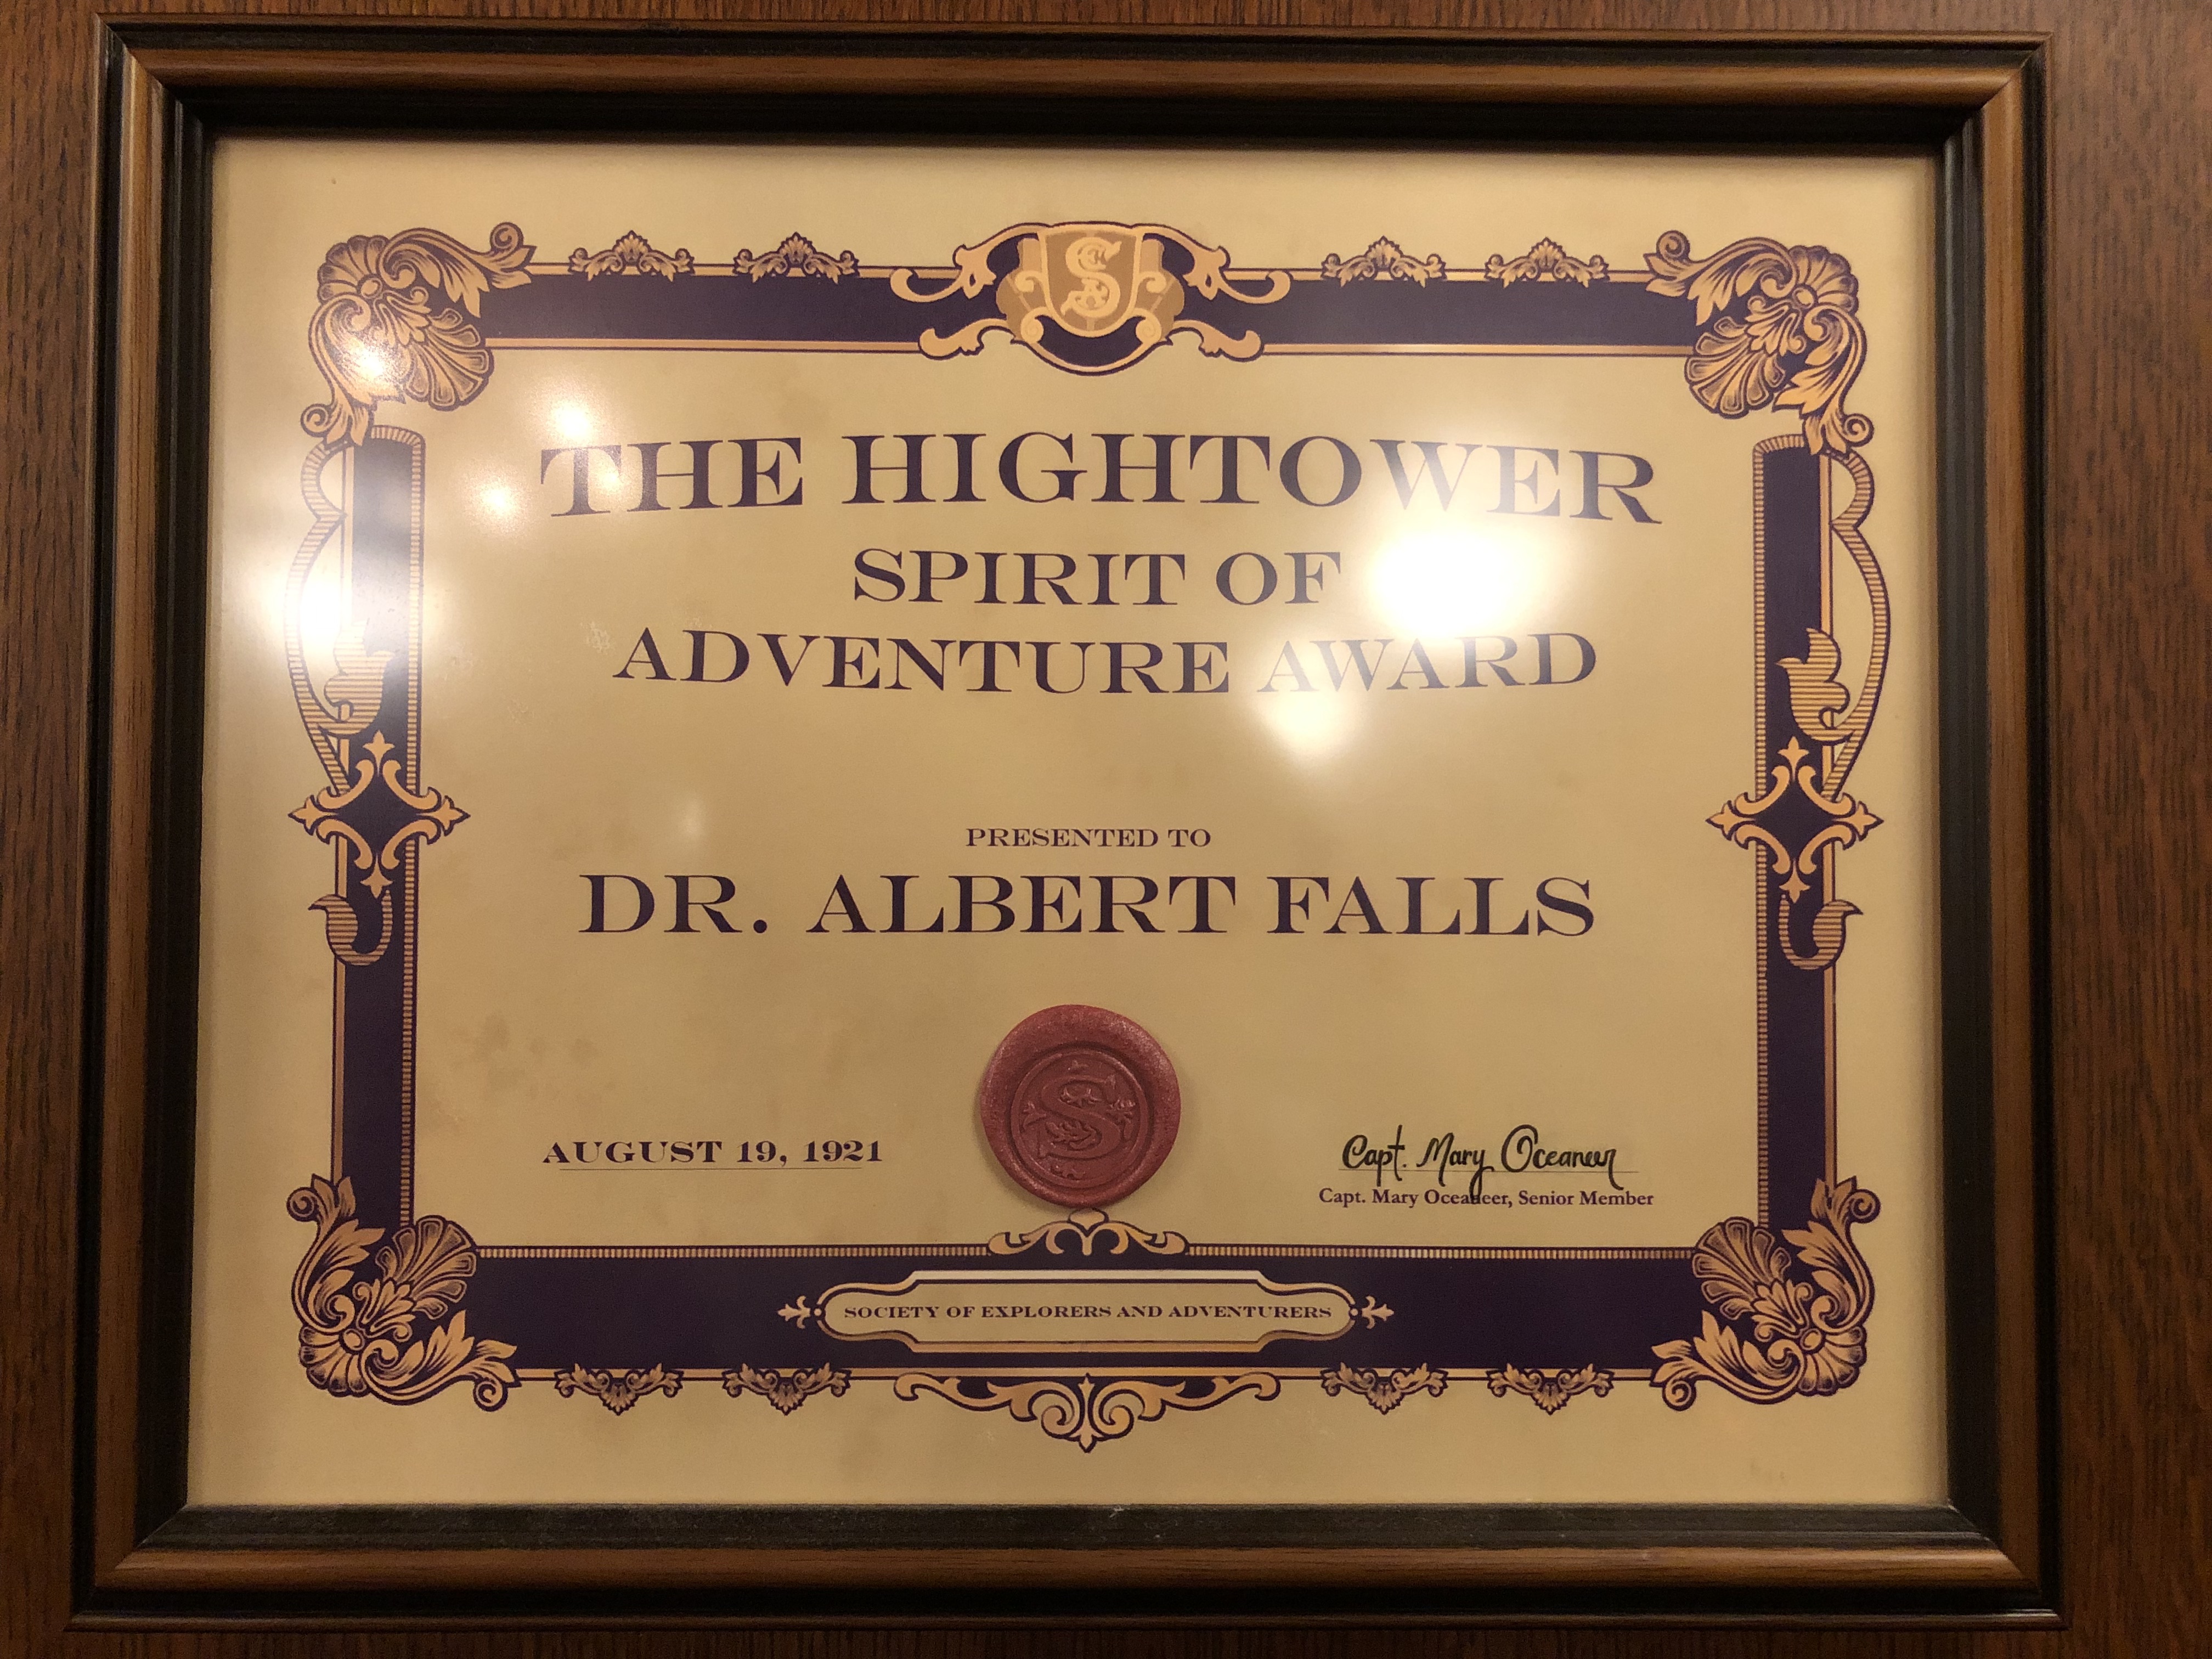 THE HIGHTOWER
SPIRIT OF
ADVENTURE AWARD
PRESENTED TO
DR. ALBERT FALLS
AUGUST 19, 1921
Capt. Mary Oceaneer
Capt. Mary Oceaneer, Senior Member
SOCIETY OF EXPLORERS AND ADVENTURERS